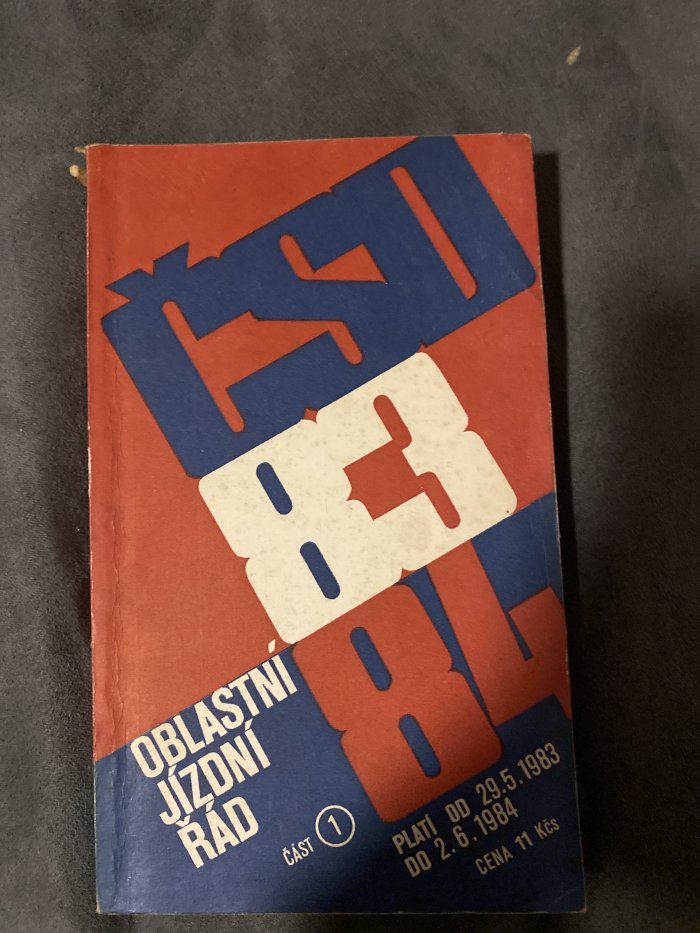 ČSD
83
84
OBLASTNÍ
JÍZDNÍ
ŘÁD
ČÁST 1
PLATÍ OD 29.5.1983
DO 2.6.1984
CENA 11 Kčs